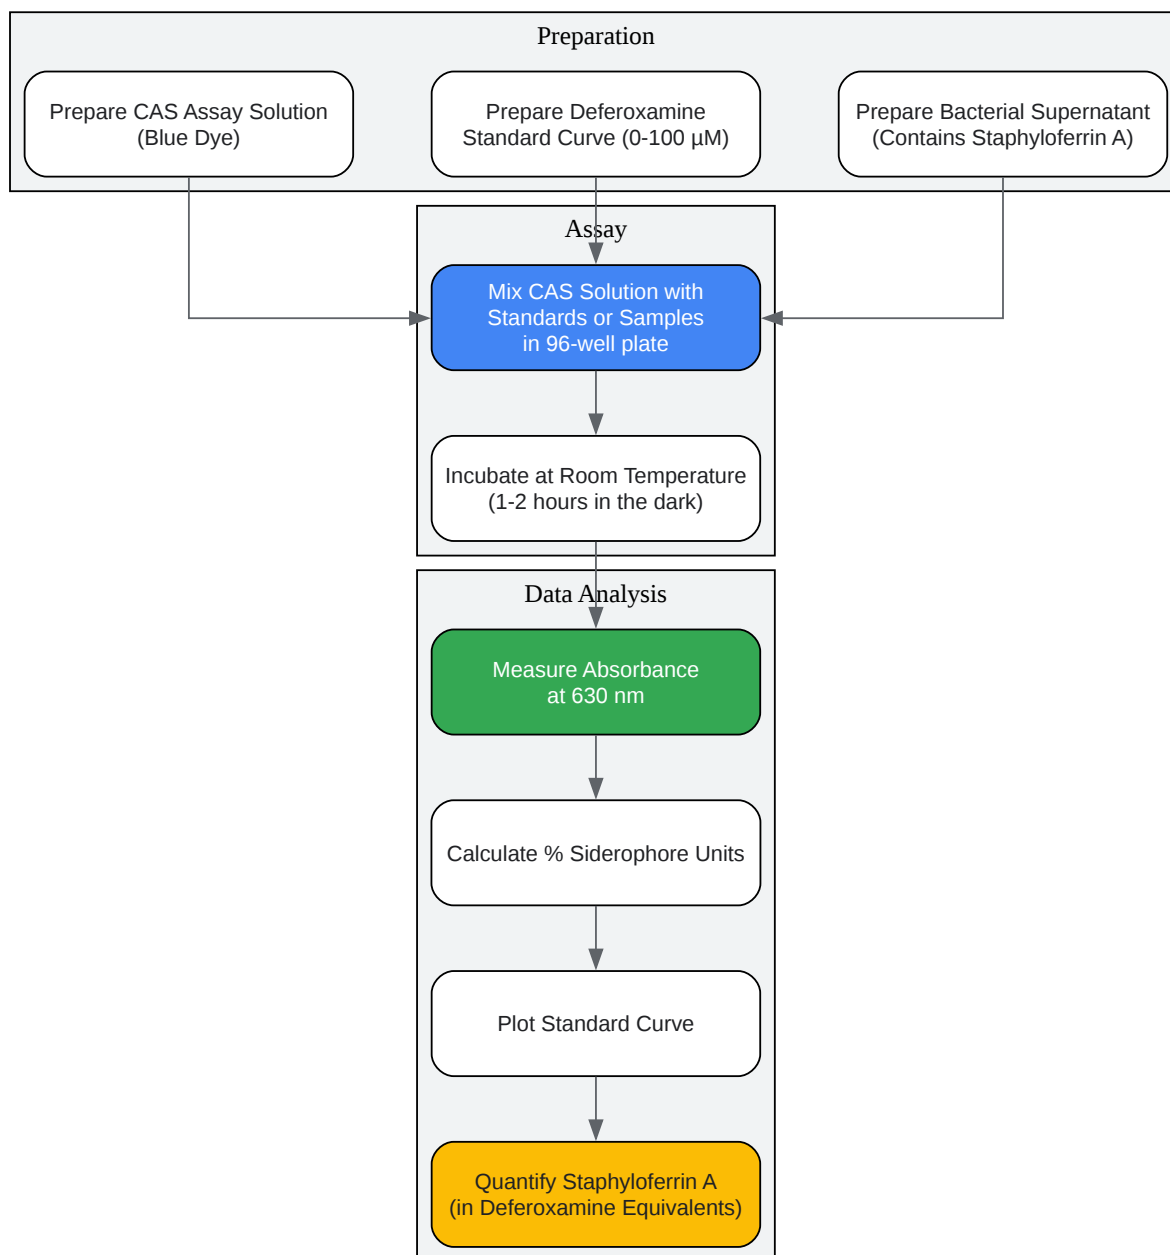 Preparation
Prepare CAS Assay Solution
(Blue Dye)
Prepare Deferoxamine
Standard Curve (0-100 µM)
Prepare Bacterial Supernatant
(Contains Staphyloferrin A)
Assay
Mix CAS Solution with
Standards or Samples
in 96-well plate
Incubate at Room Temperature
(1-2 hours in the dark)
Data Analysis
Measure Absorbance
at 630 nm
Calculate % Siderophore Units
Plot Standard Curve
Quantify Staphyloferrin A
(in Deferoxamine Equivalents)